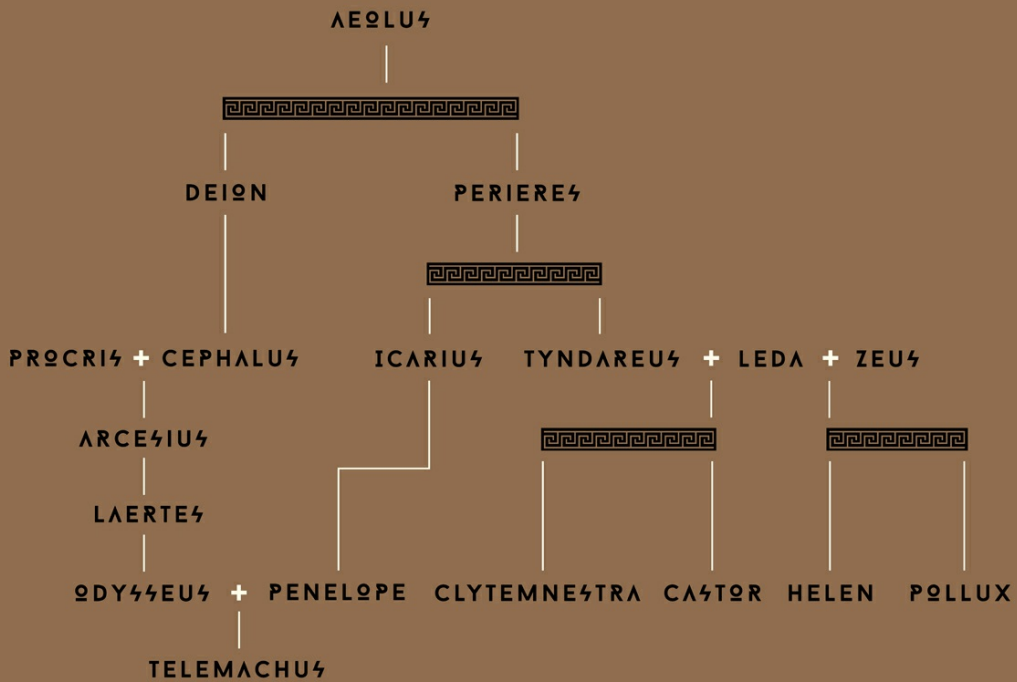 AEOLUS
DEION PERIERES
PROCRIS + CEPHALUS ICARIUS TYNDAREUS + LEDA + ZEUS
ARCESIUS
LAERTES
ODYSSEUS + PENELOPE CLYTEMNESTRA CASTOR HELEN POLLUX
TELEMACHUS